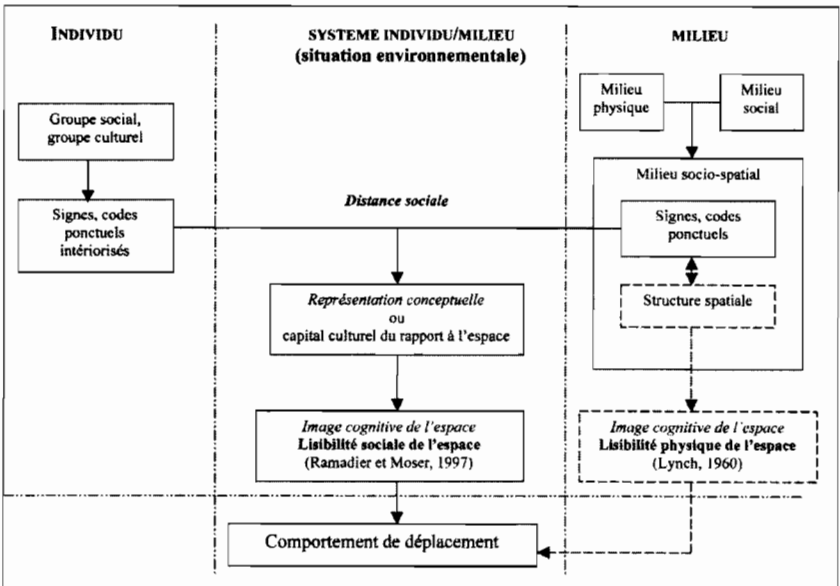 INDIVIDU
SYSTEME INDIVIDU/MILIEU
(situation environnementale)
MILIEU
Groupe social,
groupe culturel
Signes, codes
ponctuels
intériorisés
Distance sociale
Représentation conceptuelle
ou
capital culturel du rapport à l'espace
Image cognitive de l'espace
Lisibilité sociale de l'espace
(Ramadier et Moser, 1997)
Milieu
physique
Milieu
social
Milieu socio-spatial
Signes, codes
ponctuels
Structure spatiale
Image cognitive de l'espace
Lisibilité physique de l'espace
(Lynch, 1960)
Comportement de déplacement